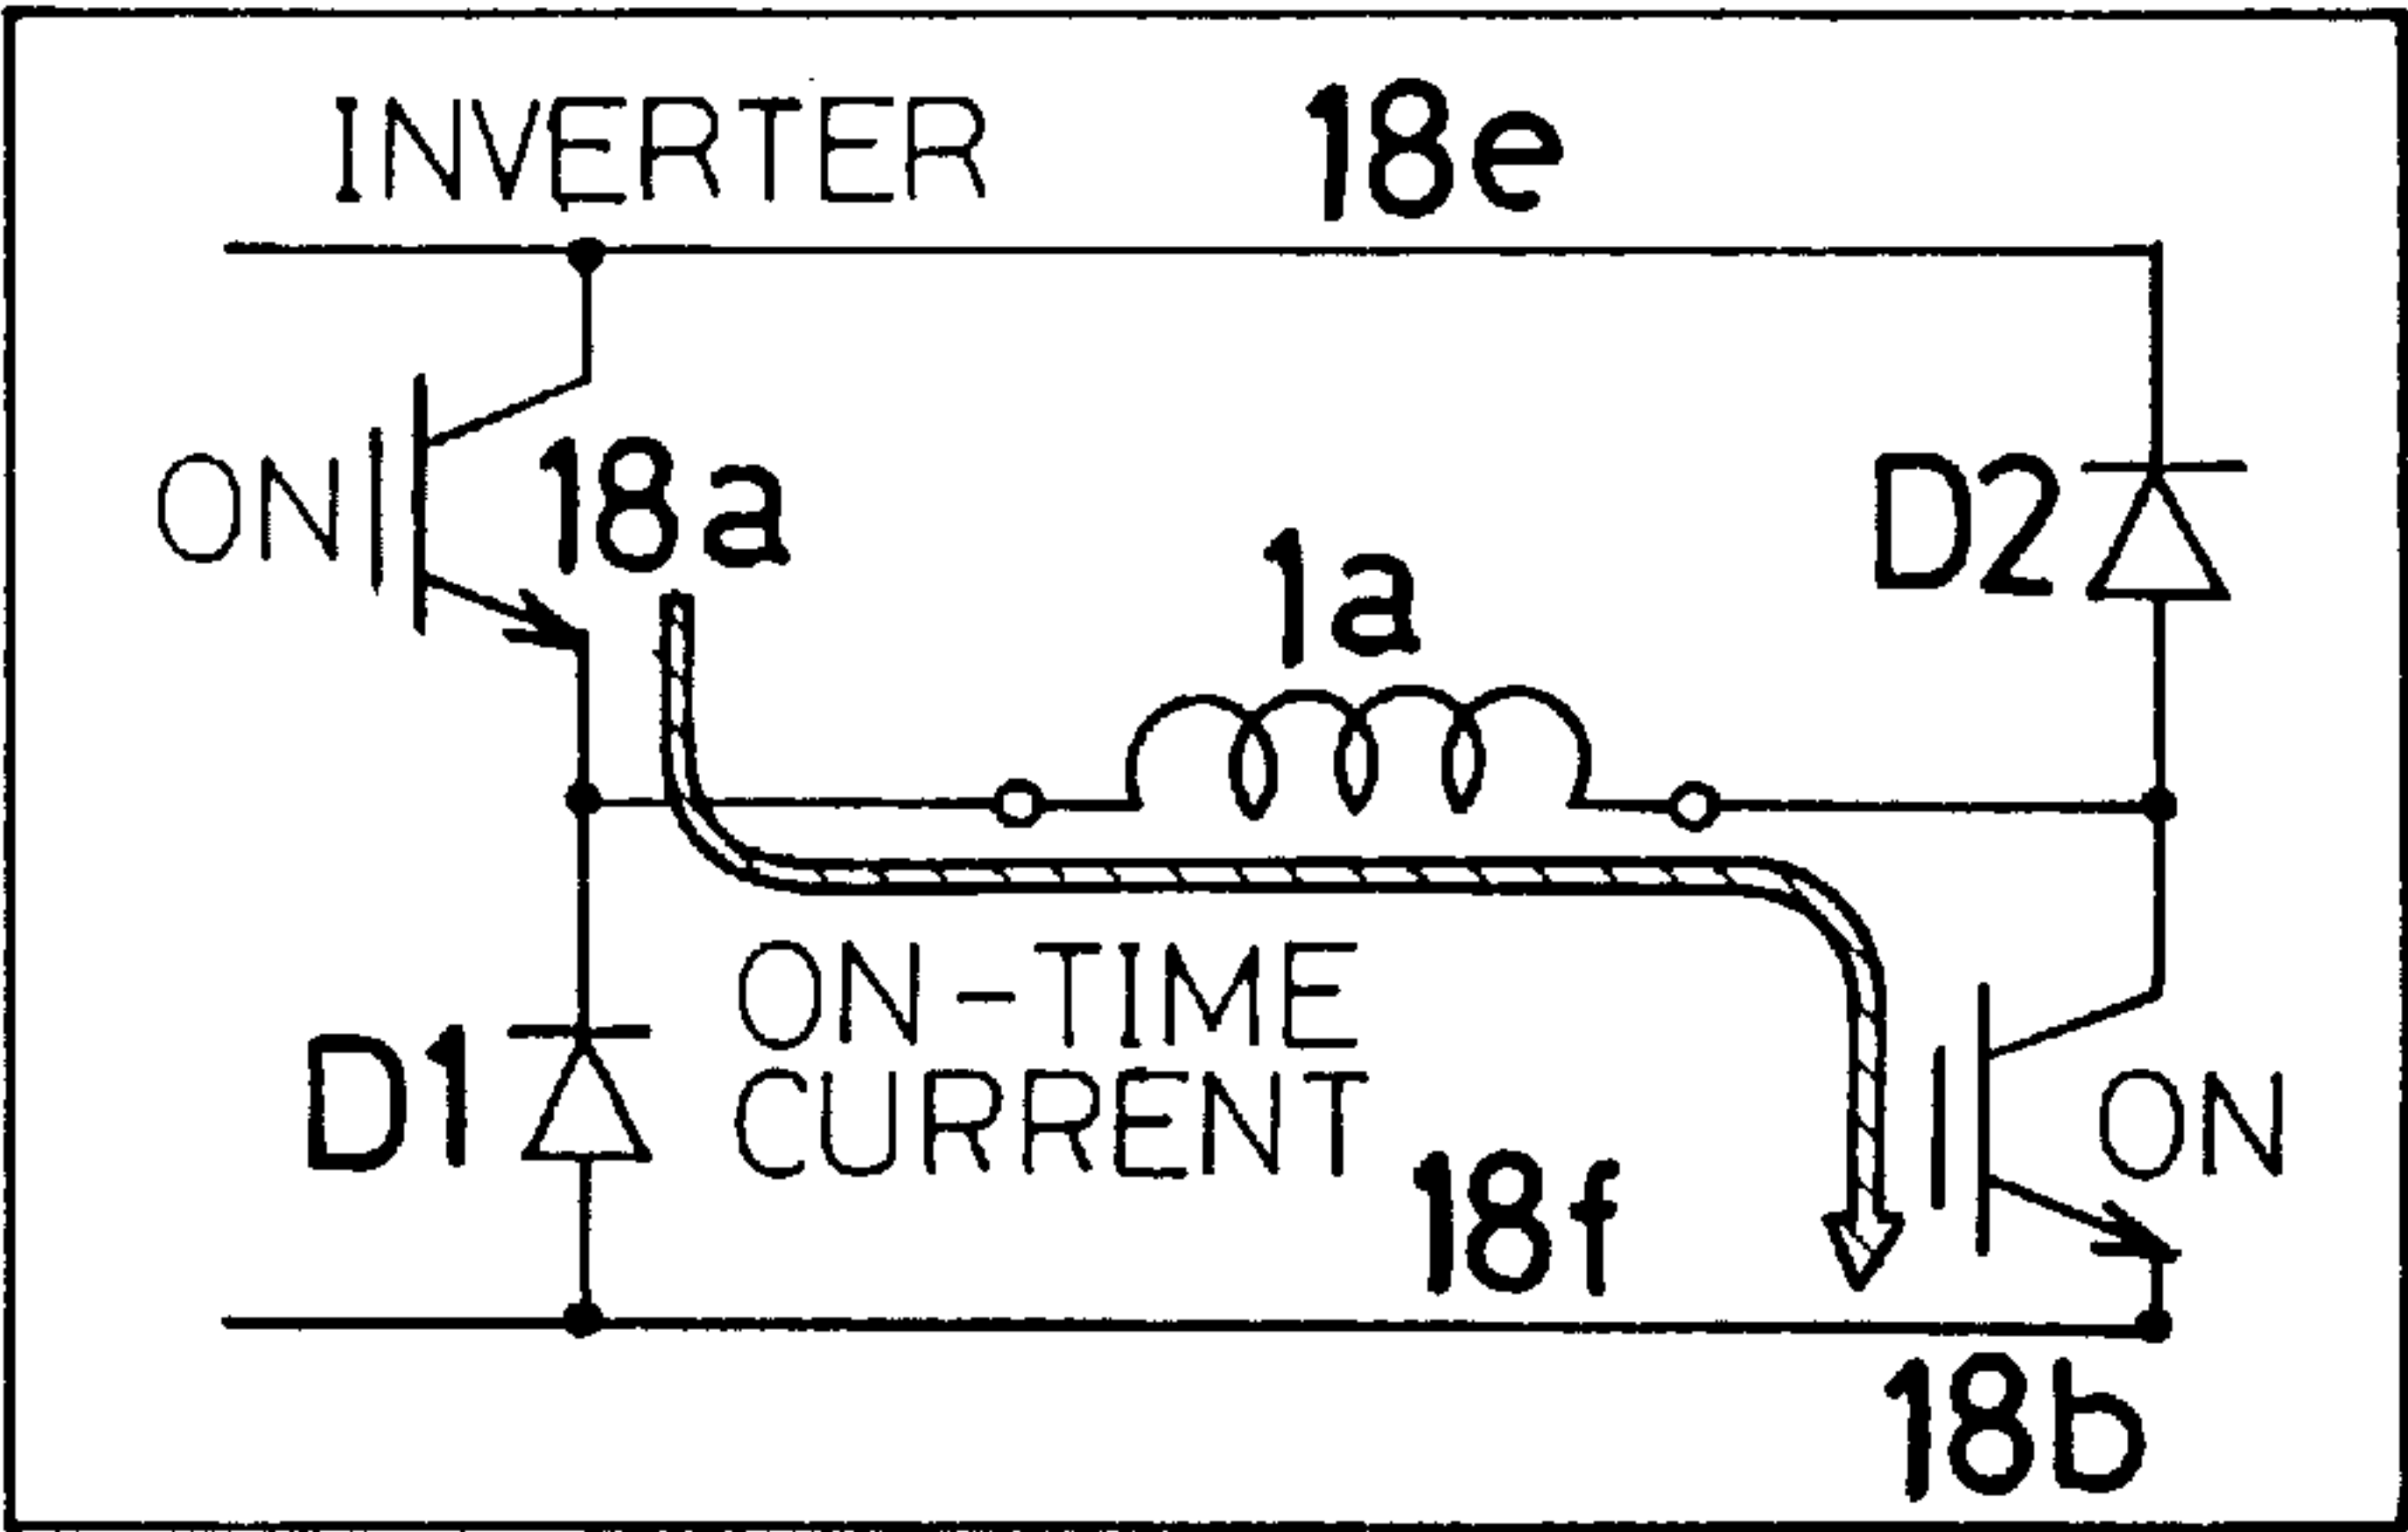 INVERTER 18e
ON 18a D2
1a
ON-TIME
D1 CURRENT ON
18f
18b